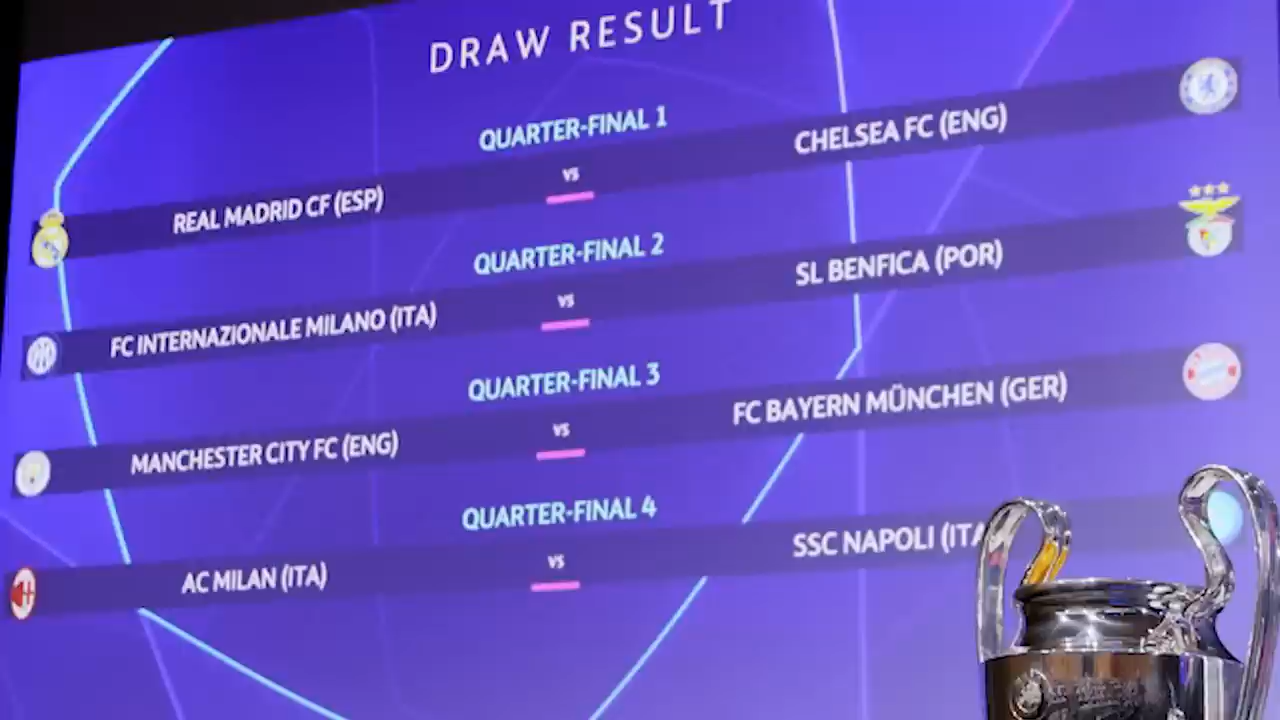 DRAW RESULT
QUARTER-FINAL 1
REAL MADRID CF (ESP) vs CHELSEA FC (ENG)
QUARTER-FINAL 2
FC INTERNAZIONALE MILANO (ITA) vs SL BENFICA (POR)
QUARTER-FINAL 3
MANCHESTER CITY FC (ENG) vs FC BAYERN MÜNCHEN (GER)
QUARTER-FINAL 4
AC MILAN (ITA) vs SSC NAPOLI (ITA